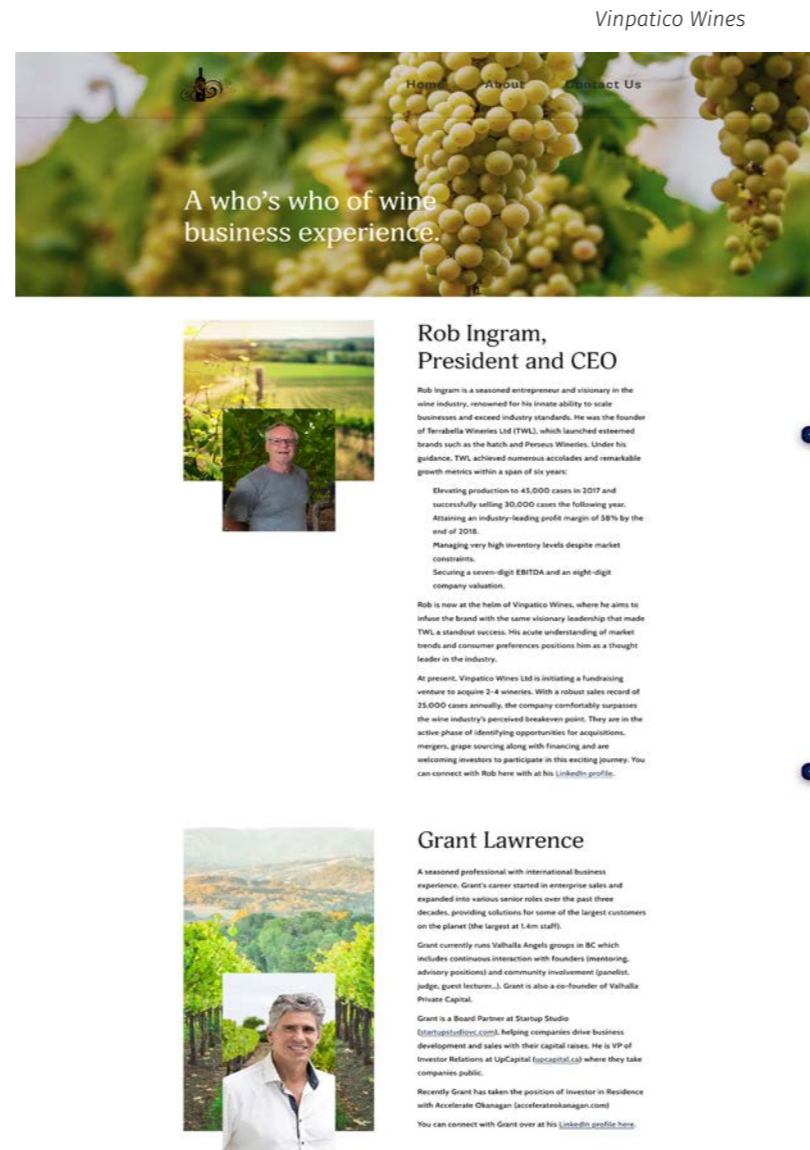 Vinpatico Wines
Home About Contact Us
A who's who of wine
business experience.
Rob Ingram,
President and CEO
Rob Ingram is a seasoned entrepreneur and visionary in the
wine industry, renowned for his innate ability to scale
businesses and exceed industry standards. He was the founder
of Terrabella Wineries Ltd (TWL), which launched esteemed
brands such as the hatch and Perseus Wineries. Under his
guidance, TWL achieved numerous accolades and remarkable
growth metrics within a span of six years:
Elevating production to 45,000 cases in 2017 and
successfully selling 30,000 cases the following year.
Attaining an industry-leading profit margin of 58% by the
end of 2018.
Managing very high inventory levels despite market
constraints.
Securing a seven-digit EBITDA and an eight-digit
company valuation.
Rob is now at the helm of Vinpatico Wines, where he aims to
infuse the brand with the same visionary leadership that made
TWL a standout success. His acute understanding of market
trends and consumer preferences positions him as a thought
leader in the industry.
At present, Vinpatico Wines Ltd is initiating a fundraising
venture to acquire 2-4 wineries. With a robust sales record of
25,000 cases annually, the company comfortably surpasses
the wine industry's perceived breakeven point. They are in the
active phase of identifying opportunities for acquisitions,
mergers, grape sourcing along with financing and are
welcoming investors to participate in this exciting journey. You
can connect with Rob here with at his LinkedIn profile.
Grant Lawrence
A seasoned professional with international business
experience, Grant's career started in enterprise sales and
expanded into various senior roles over the past three
decades, providing solutions for some of the largest customers
on the planet (the largest at 1.4m staff).
Grant currently runs Valhalla Angels groups in BC which
includes continuous interaction with founders (mentoring,
advisory positions) and community involvement (panelist,
judge, guest lecturer...). Grant is also a co-founder of Valhalla
Private Capital.
Grant is a Board Partner at Startup Studio
(startupstudiovc.com), helping companies drive business
development and sales with their capital raises. He is VP of
Investor Relations at UpCapital (upcapital.ca) where they take
companies public.
Recently Grant has taken the position of Investor in Residence
with Accelerate Okanagan (accelerateokanagan.com)
You can connect with Grant over at his LinkedIn profile here.